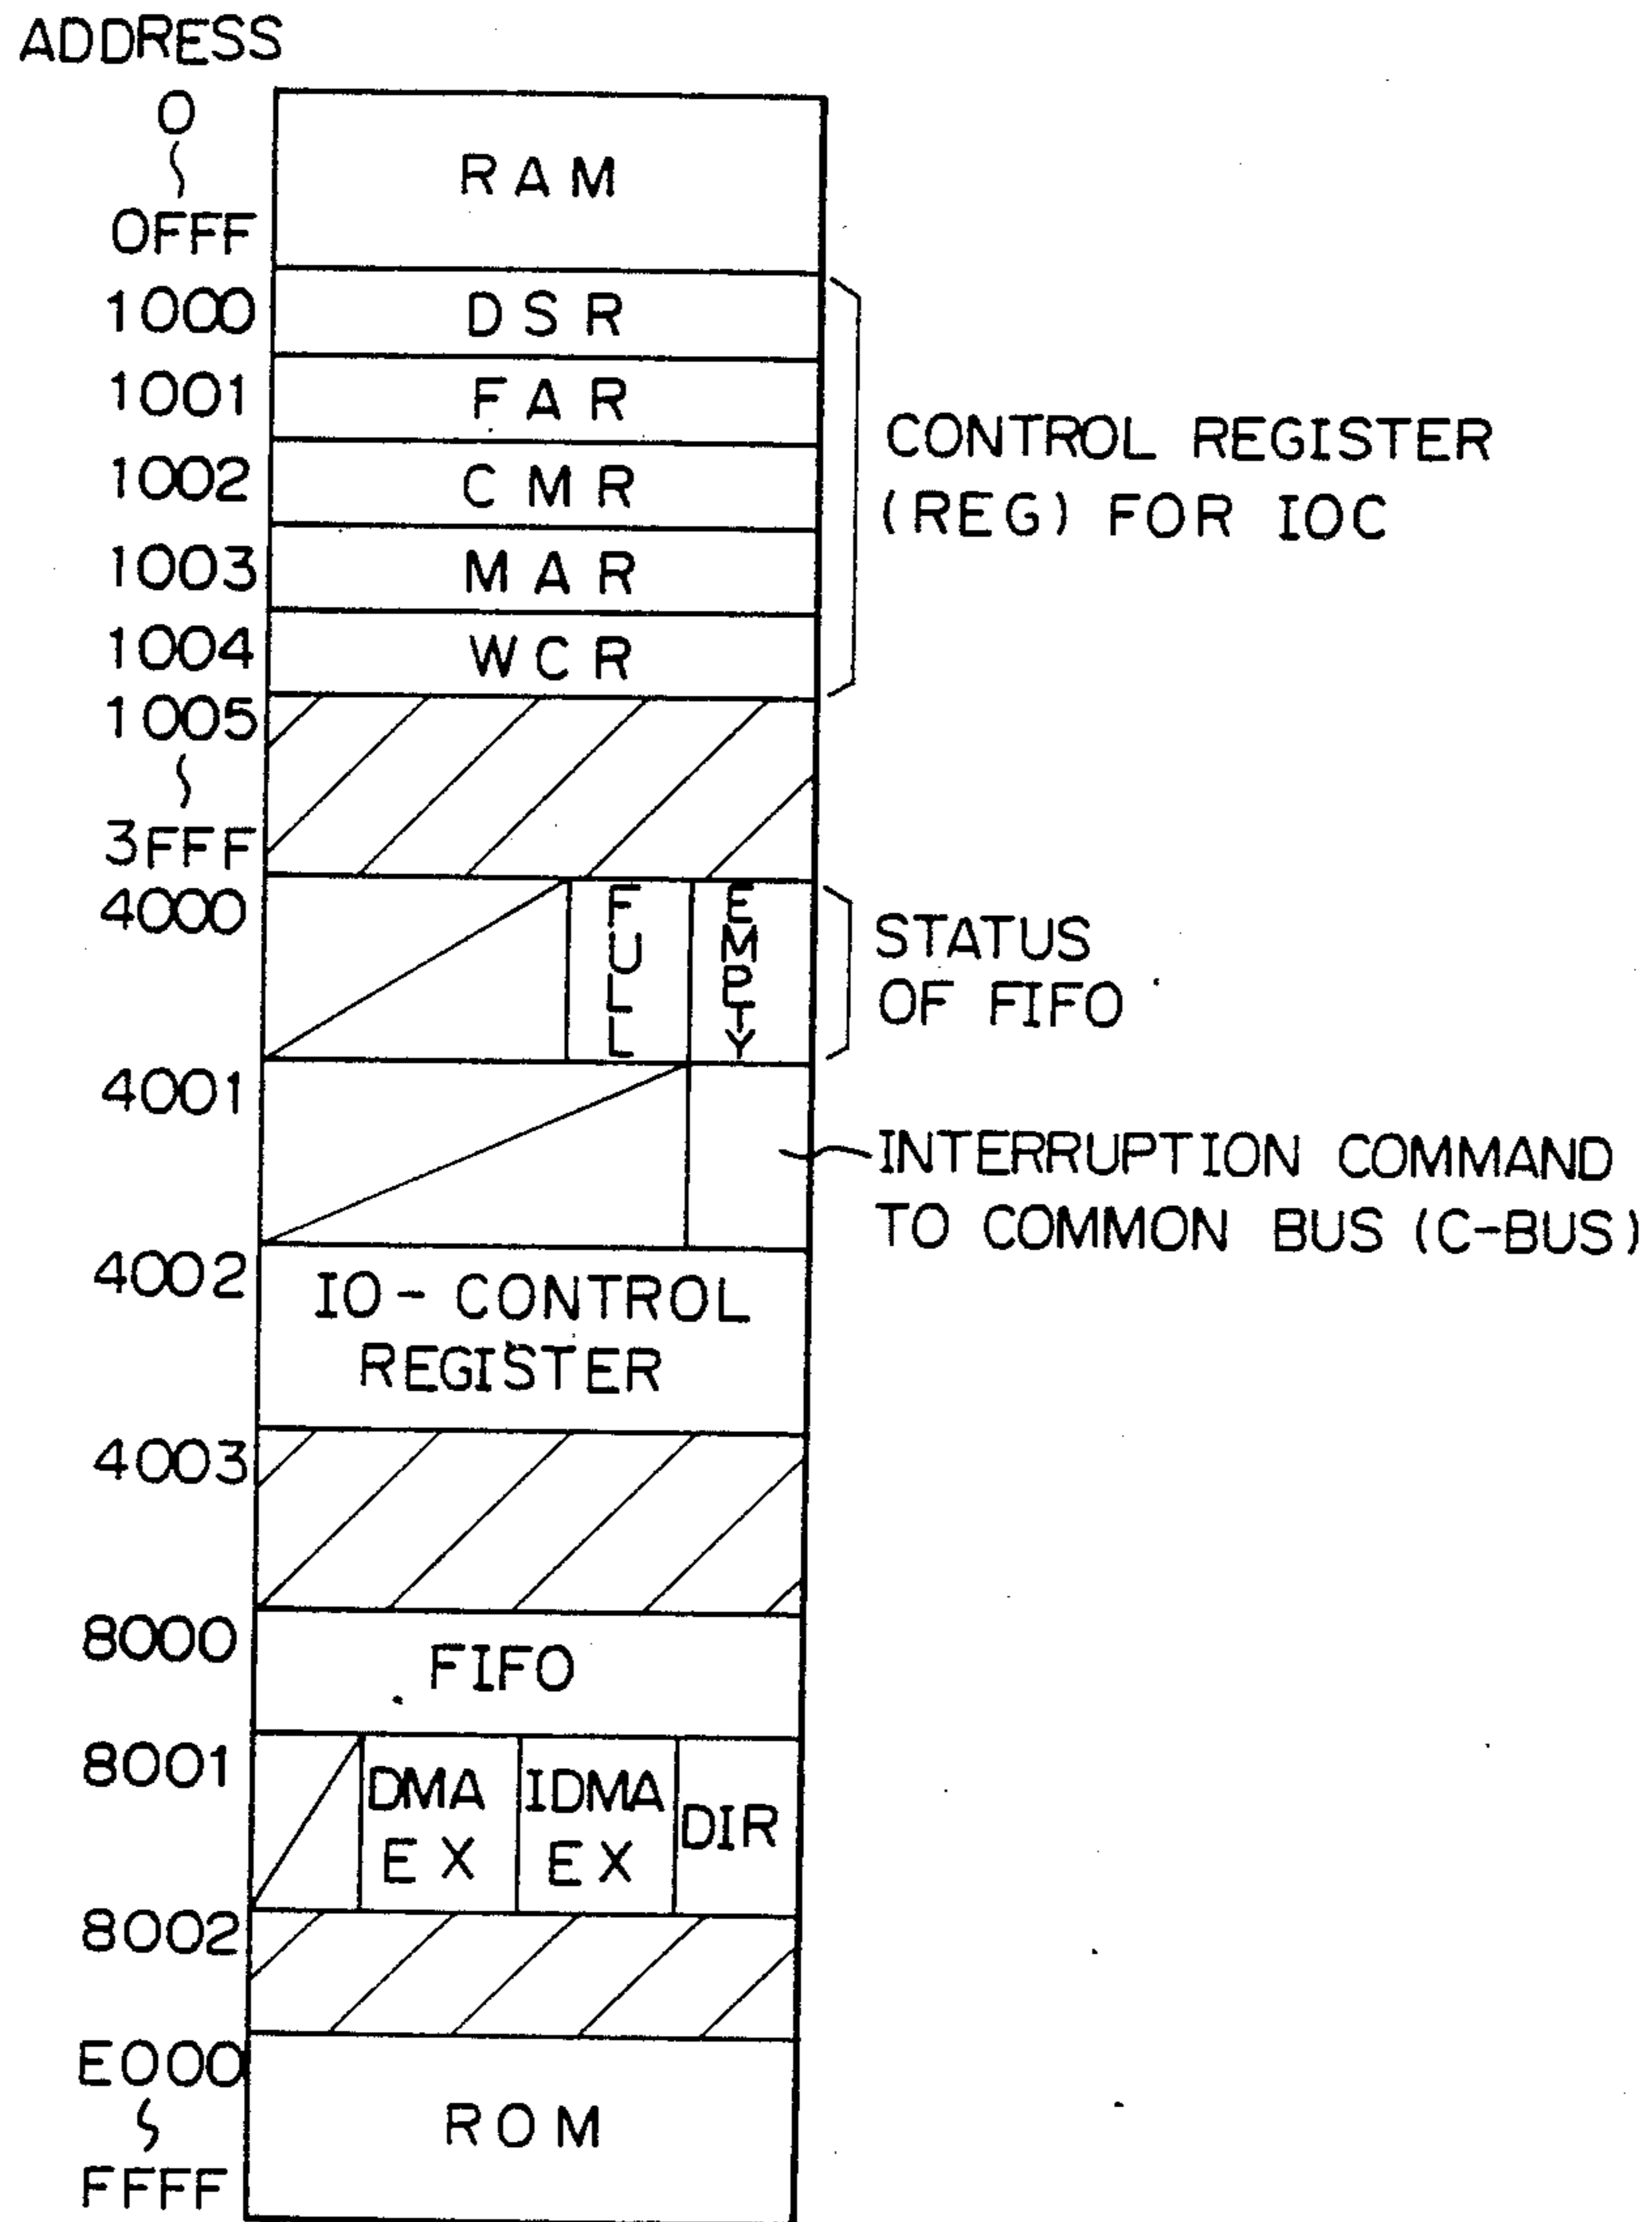 ADDRESS
0
~
0FFF
RAM
1000
DSR
1001
FAR
1002
CMR
1003
MAR
1004
WCR
CONTROL REGISTER
(REG) FOR IOC
1005
~
3FFF
4000
FULL
EMPTY
STATUS
OF FIFO
4001
INTERRUPTION COMMAND
TO COMMON BUS (C-BUS)
4002
IO-CONTROL
REGISTER
4003
8000
FIFO
8001
DMA
EX
IDMA
EX
DIR
8002
E000
~
FFFF
ROM